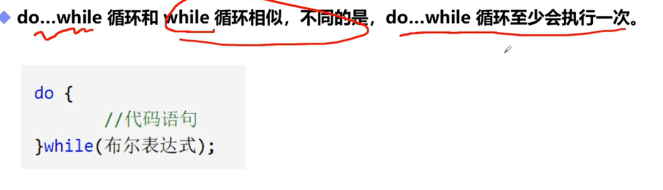 do...while 循环和 while 循环相似，不同的是，do...while 循环至少会执行一次。
do {
//代码语句
}while(布尔表达式);